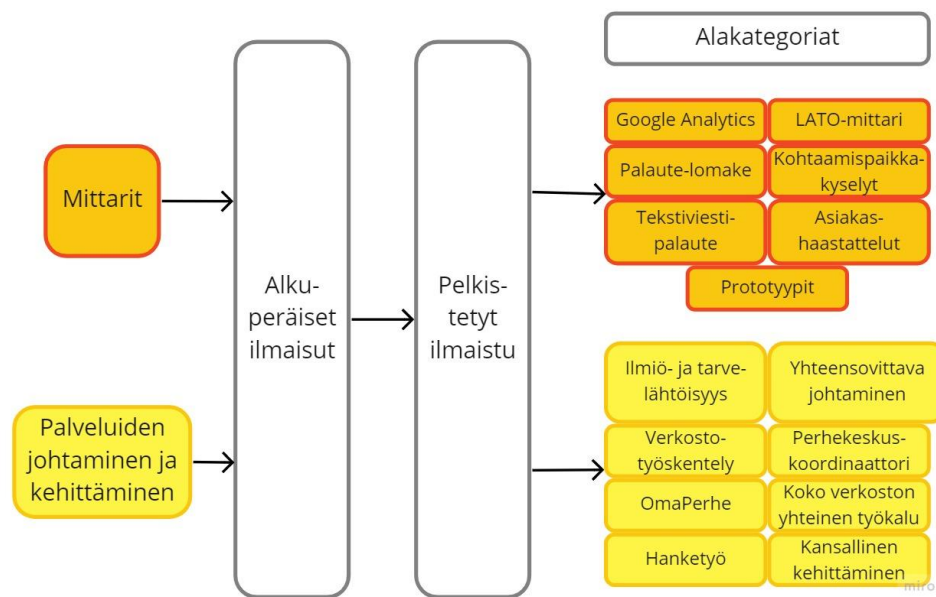 Alakategoriat
Mittarit
Palveluiden
johtaminen ja
kehittäminen
Alku-
peräiset
ilmaisut
Pelkis-
tetyt
ilmaistu
Google Analytics
LATO-mittari
Palaute-lomake
Kohtaamispaikka-
kyselyt
Tekstiviesti-
palaute
Asiakas-
haastattelut
Prototyypit
Ilmiö- ja tarve-
lähtöisyys
Yhteensovittava
johtaminen
Verkosto-
työskentely
Perhekeskus-
koordinaattori
OmaPerhe
Koko verkoston
yhteinen työkalu
Hanketyö
Kansallinen
kehittäminen
miro